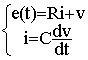 e(t)=Ri+v
i=C dv/dt